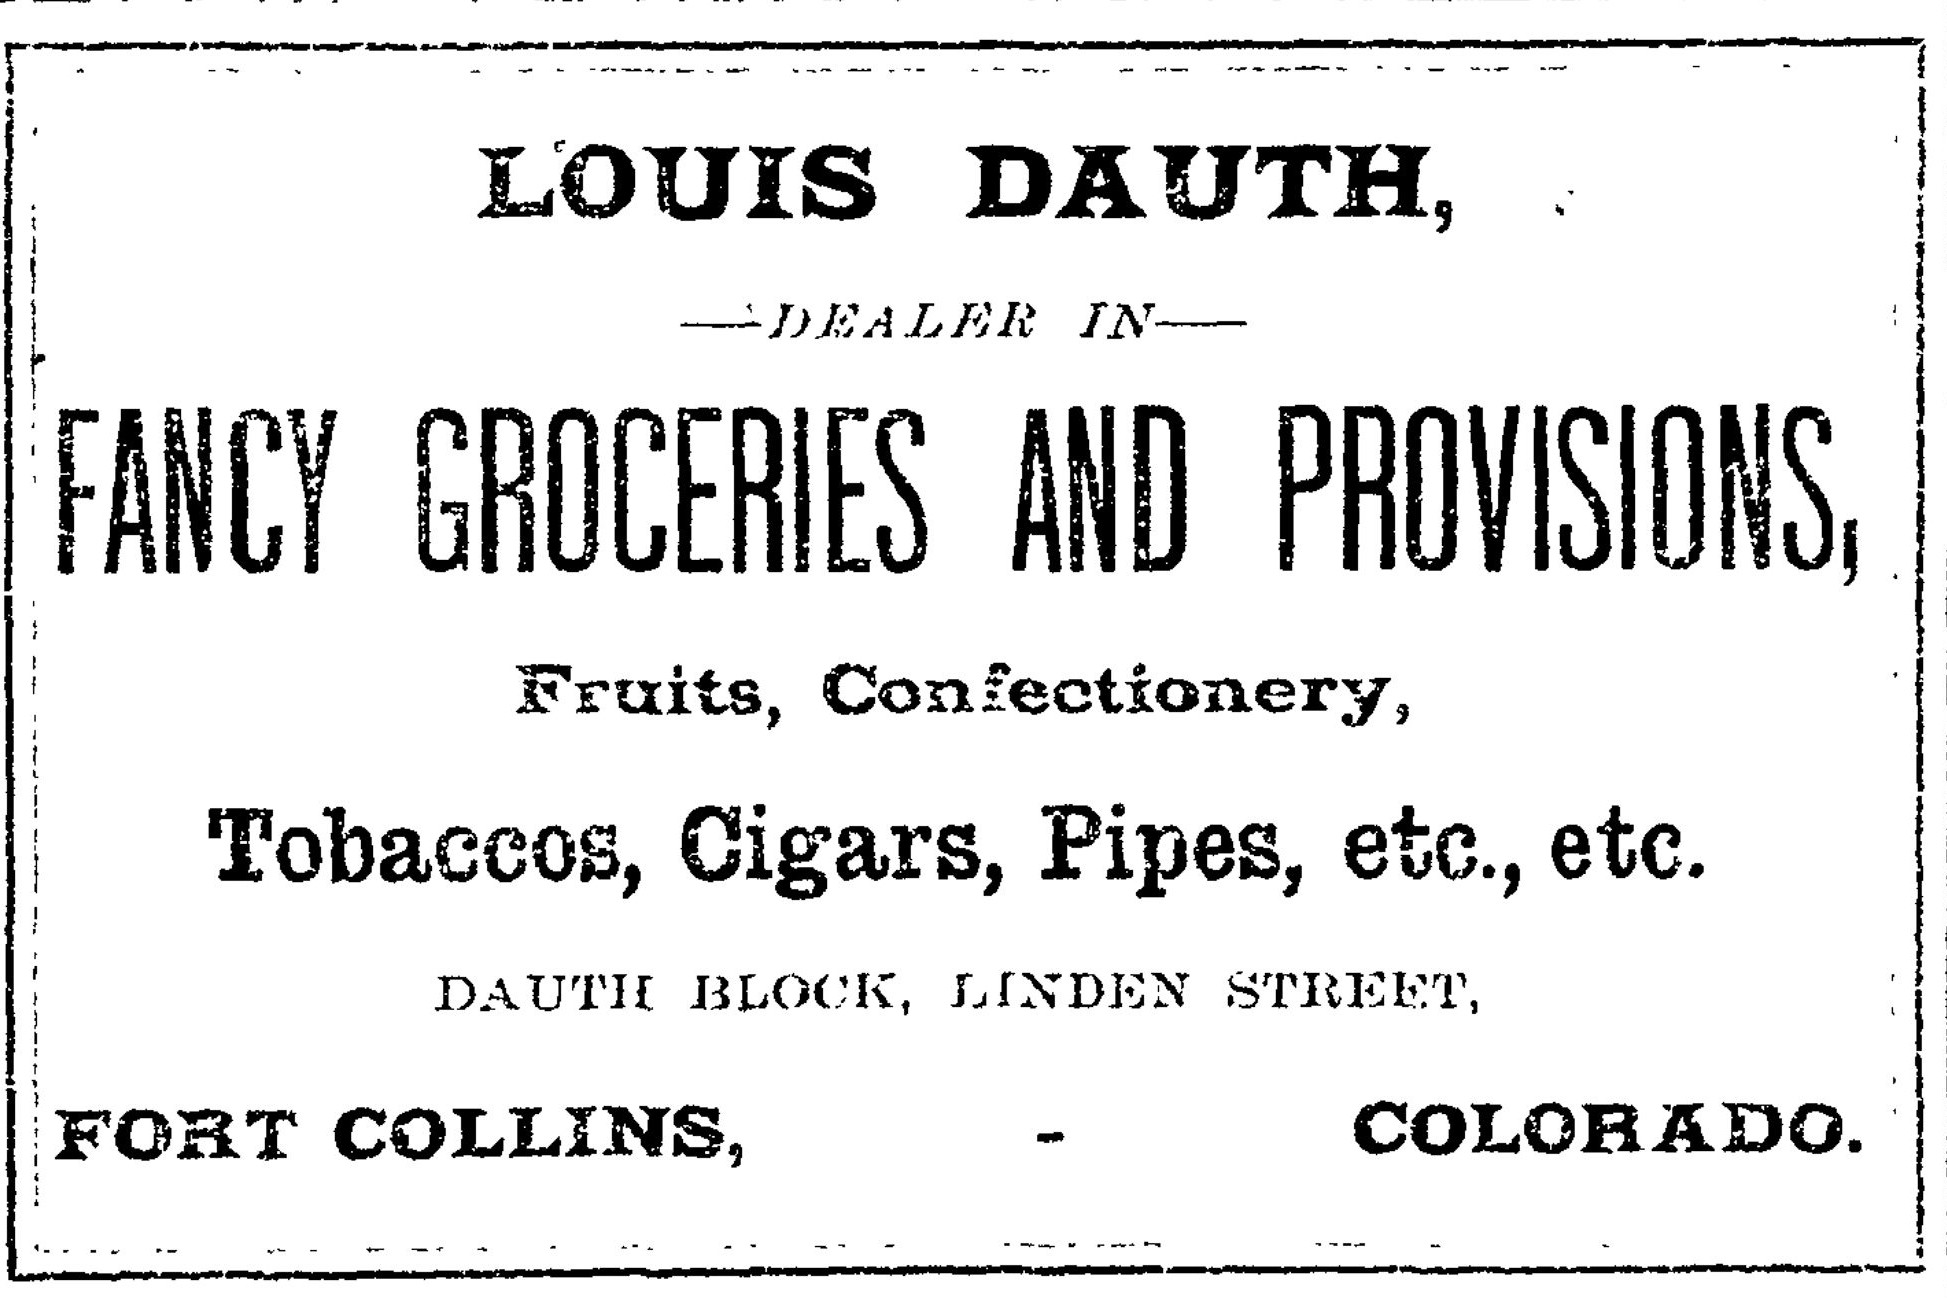 LOUIS DAUTH,
—DEALER IN—
FANCY GROCERIES AND PROVISIONS,
Fruits, Confectionery,
Tobaccos, Cigars, Pipes, etc., etc.
DAUTH BLOCK, LINDEN STREET,
FORT COLLINS, - COLORADO.